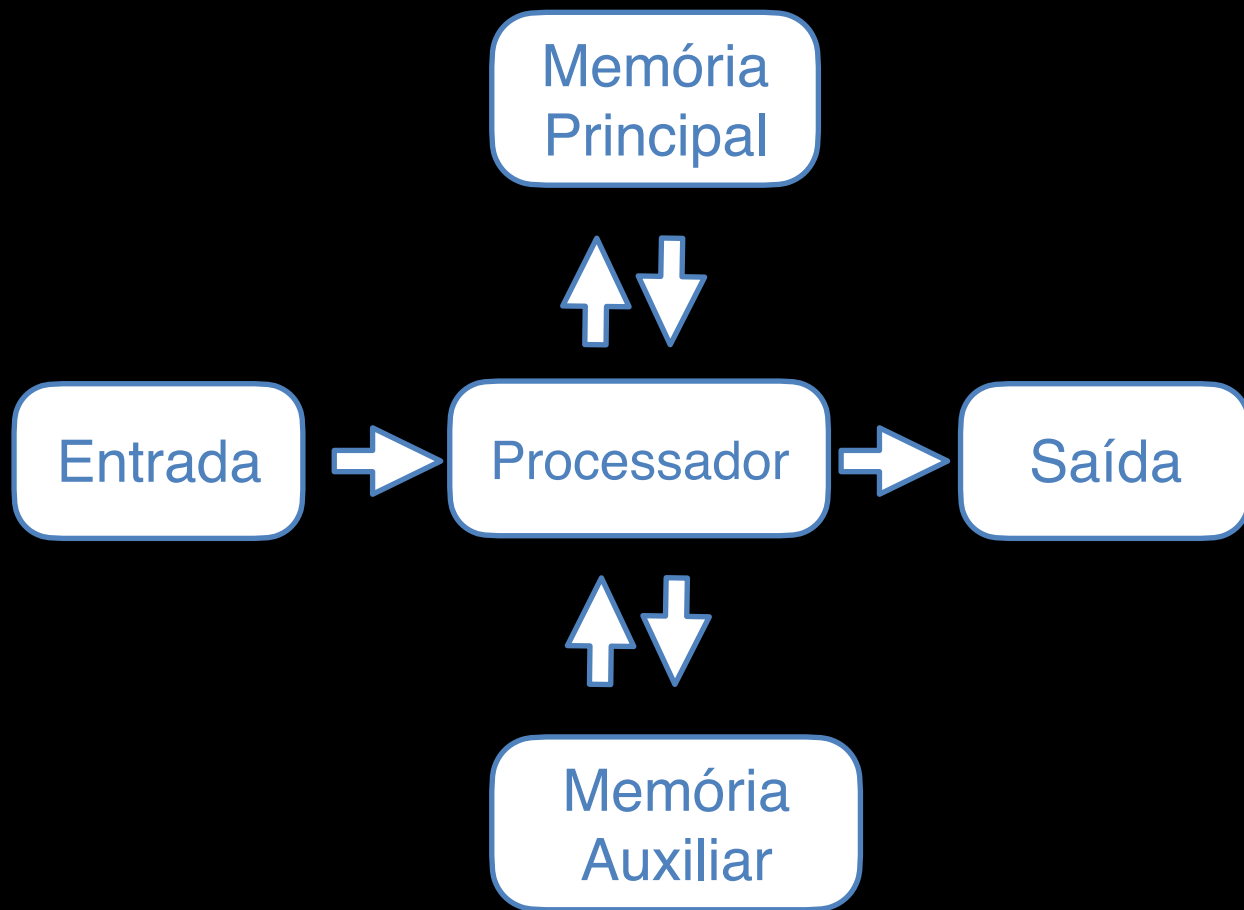 Memória
Principal
Entrada
Processador
Saída
Memória
Auxiliar